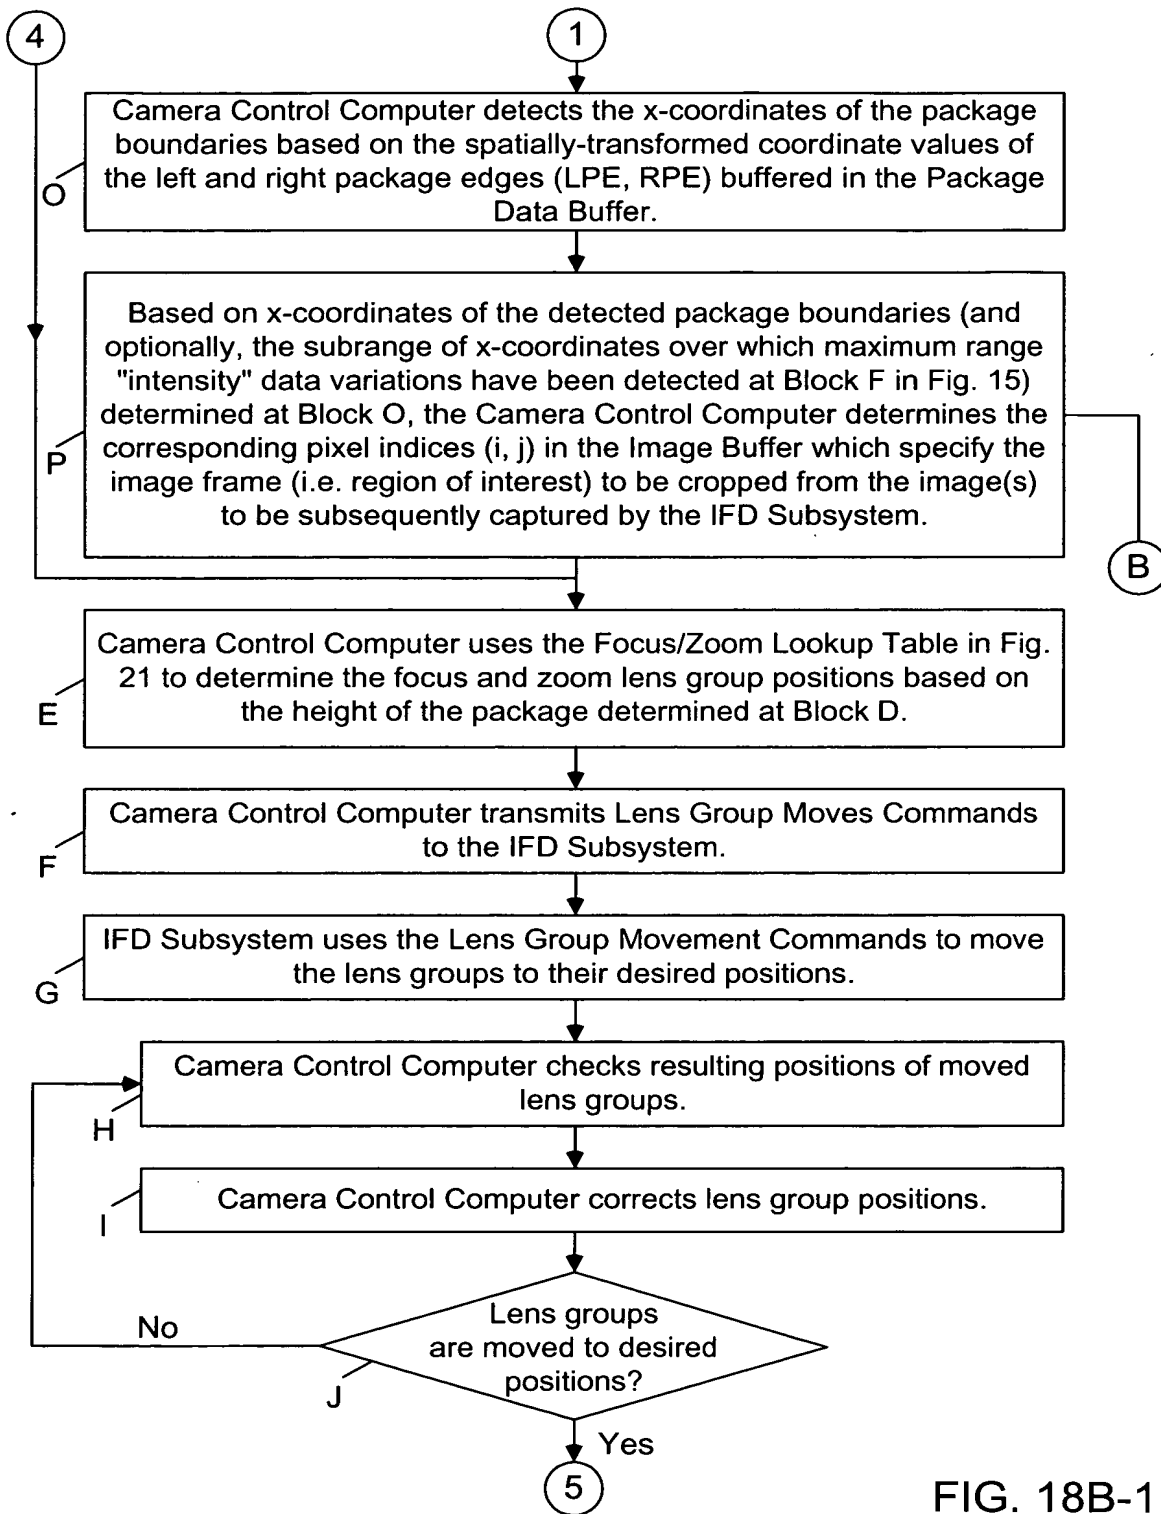 4
1
Camera Control Computer detects the x-coordinates of the package
boundaries based on the spatially-transformed coordinate values of
the left and right package edges (LPE, RPE) buffered in the Package
Data Buffer.
O
Based on x-coordinates of the detected package boundaries (and
optionally, the subrange of x-coordinates over which maximum range
"intensity" data variations have been detected at Block F in Fig. 15)
determined at Block O, the Camera Control Computer determines the
corresponding pixel indices (i, j) in the Image Buffer which specify the
image frame (i.e. region of interest) to be cropped from the image(s)
to be subsequently captured by the IFD Subsystem.
P
B
Camera Control Computer uses the Focus/Zoom Lookup Table in Fig.
21 to determine the focus and zoom lens group positions based on
the height of the package determined at Block D.
E
Camera Control Computer transmits Lens Group Moves Commands
to the IFD Subsystem.
F
IFD Subsystem uses the Lens Group Movement Commands to move
the lens groups to their desired positions.
G
Camera Control Computer checks resulting positions of moved
lens groups.
H
Camera Control Computer corrects lens group positions.
I
Lens groups
are moved to desired
positions?
No
J
Yes
5
FIG. 18B-1